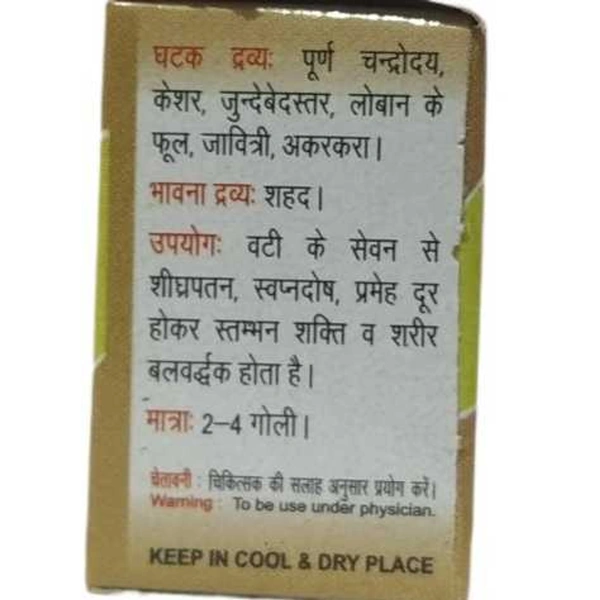 घटक द्रव्यः पूर्ण चन्द्रोदय,
केशर, जुन्देबेदस्तर, लोबान के
फूल, जावित्री, अकरकरा।
भावना द्रव्यः शहद।
उपयोगः वटी के सेवन से
शीघ्रपतन, स्वप्नदोष, प्रमेह दूर
होकर स्तम्भन शक्ति व शरीर
बलवर्द्धक होता है।
मात्राः 2–4 गोली।
चेतावनी : चिकित्सक की सलाह अनुसार प्रयोग करें।
Warning : To be use under physician.
KEEP IN COOL & DRY PLACE